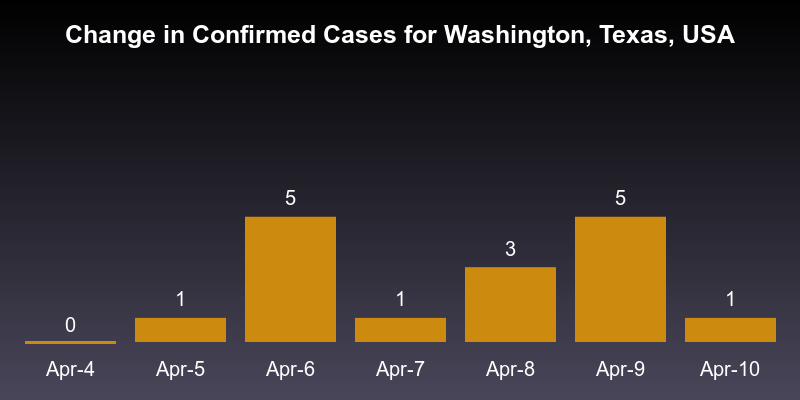 Change in Confirmed Cases for Washington, Texas, USA
0
1
5
1
3
5
1
Apr-4
Apr-5
Apr-6
Apr-7
Apr-8
Apr-9
Apr-10